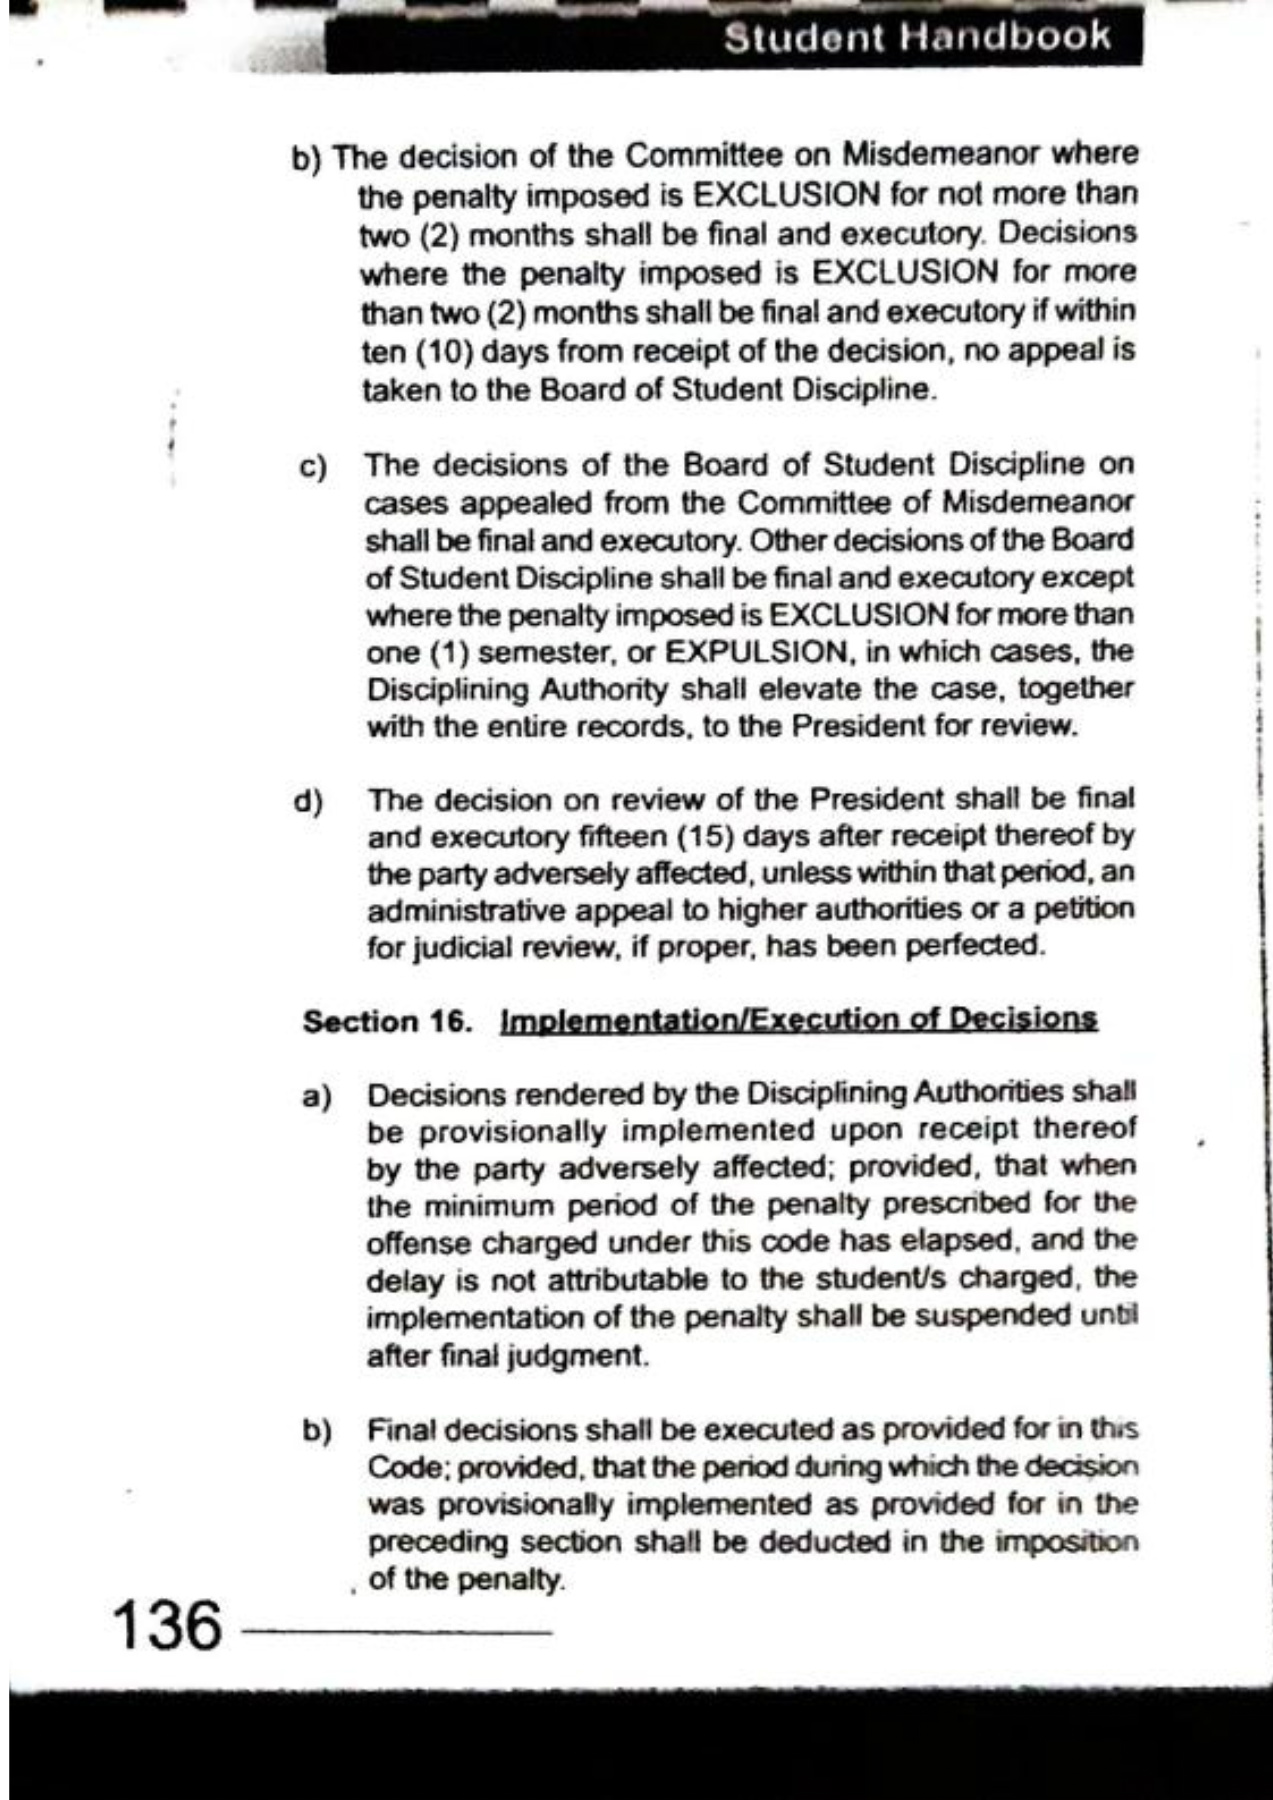 Student Handbook
b) The decision of the Committee on Misdemeanor where
the penalty imposed is EXCLUSION for not more than
two (2) months shall be final and executory. Decisions
where the penalty imposed is EXCLUSION for more
than two (2) months shall be final and executory if within
ten (10) days from receipt of the decision, no appeal is
taken to the Board of Student Discipline.
c) The decisions of the Board of Student Discipline on
cases appealed from the Committee of Misdemeanor
shall be final and executory. Other decisions of the Board
of Student Discipline shall be final and executory except
where the penalty imposed is EXCLUSION for more than
one (1) semester, or EXPULSION, in which cases, the
Disciplining Authority shall elevate the case, together
with the entire records, to the President for review.
d) The decision on review of the President shall be final
and executory fifteen (15) days after receipt thereof by
the party adversely affected, unless within that period, an
administrative appeal to higher authorities or a petition
for judicial review, if proper, has been perfected.
Section 16. Implementation/Execution of Decisions
a) Decisions rendered by the Disciplining Authorities shall
be provisionally implemented upon receipt thereof
by the party adversely affected; provided, that when
the minimum period of the penalty prescribed for the
offense charged under this code has elapsed, and the
delay is not attributable to the student/s charged, the
implementation of the penalty shall be suspended until
after final judgment.
b) Final decisions shall be executed as provided for in this
Code; provided, that the period during which the decision
was provisionally implemented as provided for in the
preceding section shall be deducted in the imposition
of the penalty.
136